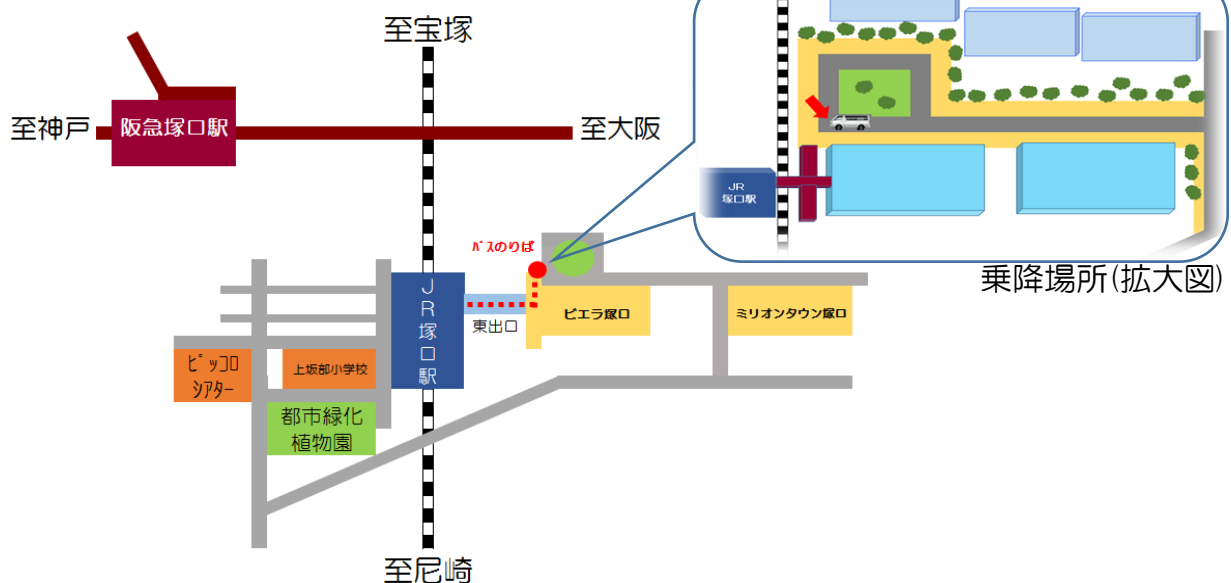 至宝塚
至神戸
阪急塚口駅
至大阪
JR
塚口駅
バスのりば
乗降場所(拡大図)
JR塚口駅
東出口
ピエラ塚口
ミリオンタウン塚口
ピッコロ
シアター
上坂部小学校
都市緑化
植物園
至尼崎